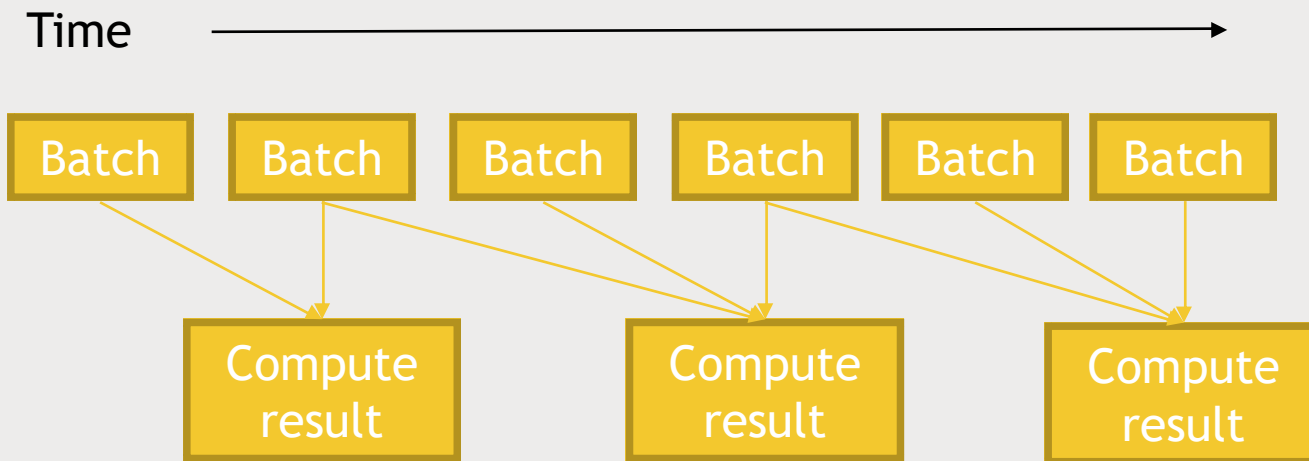 Time
Batch
Batch
Batch
Batch
Batch
Batch
Compute
result
Compute
result
Compute
result